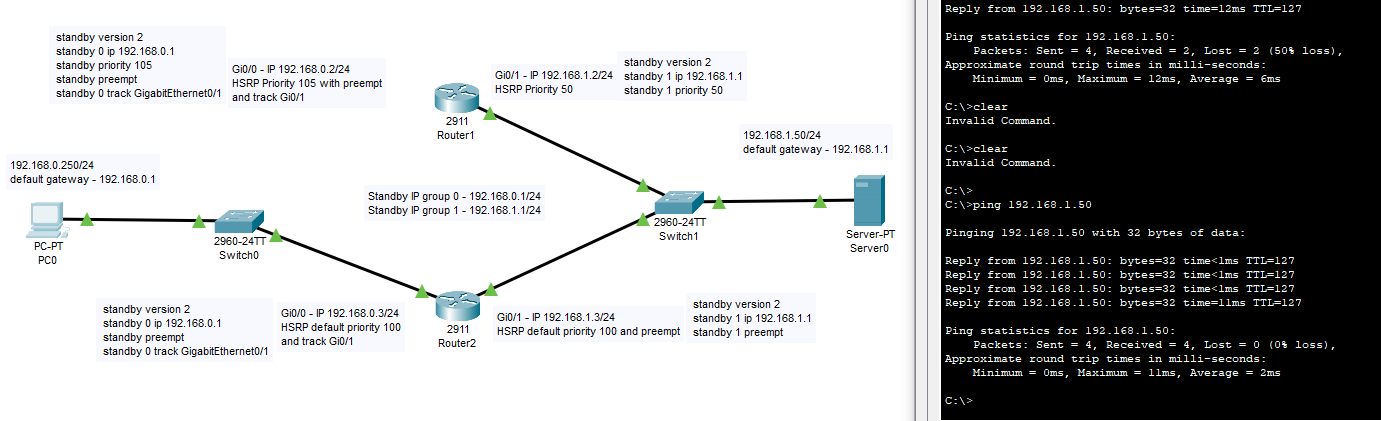 standby version 2
standby 0 ip 192.168.0.1
standby priority 105
standby preempt
standby 0 track GigabitEthernet0/1
Gi0/0 - IP 192.168.0.2/24
HSRP Priority 105 with preempt
and track Gi0/1
Gi0/1 - IP 192.168.1.2/24
HSRP Priority 50
standby version 2
standby 1 ip 192.168.1.1
standby 1 priority 50
2911
Router1
192.168.1.50/24
default gateway - 192.168.1.1
192.168.0.250/24
default gateway - 192.168.0.1
Standby IP group 0 - 192.168.0.1/24
Standby IP group 1 - 192.168.1.1/24
PC-PT
PC0
2960-24TT
Switch0
2960-24TT
Switch1
Server-PT
Server0
standby version 2
standby 0 ip 192.168.0.1
standby preempt
standby 0 track GigabitEthernet0/1
Gi0/0 - IP 192.168.0.3/24
HSRP default priority 100
and track Gi0/1
2911
Router2
Gi0/1 - IP 192.168.1.3/24
HSRP default priority 100 and preempt
standby version 2
standby 1 ip 192.168.1.1
standby 1 preempt
Reply from 192.168.1.50: bytes=32 time=12ms TTL=127
Ping statistics for 192.168.1.50:
Packets: Sent = 4, Received = 2, Lost = 2 (50% loss),
Approximate round trip times in milli-seconds:
Minimum = 0ms, Maximum = 12ms, Average = 6ms
C:\>clear
Invalid Command.
C:\>clear
Invalid Command.
C:\>
C:\>ping 192.168.1.50
Pinging 192.168.1.50 with 32 bytes of data:
Reply from 192.168.1.50: bytes=32 time<1ms TTL=127
Reply from 192.168.1.50: bytes=32 time<1ms TTL=127
Reply from 192.168.1.50: bytes=32 time<1ms TTL=127
Reply from 192.168.1.50: bytes=32 time=11ms TTL=127
Ping statistics for 192.168.1.50:
Packets: Sent = 4, Received = 4, Lost = 0 (0% loss),
Approximate round trip times in milli-seconds:
Minimum = 0ms, Maximum = 11ms, Average = 2ms
C:\>